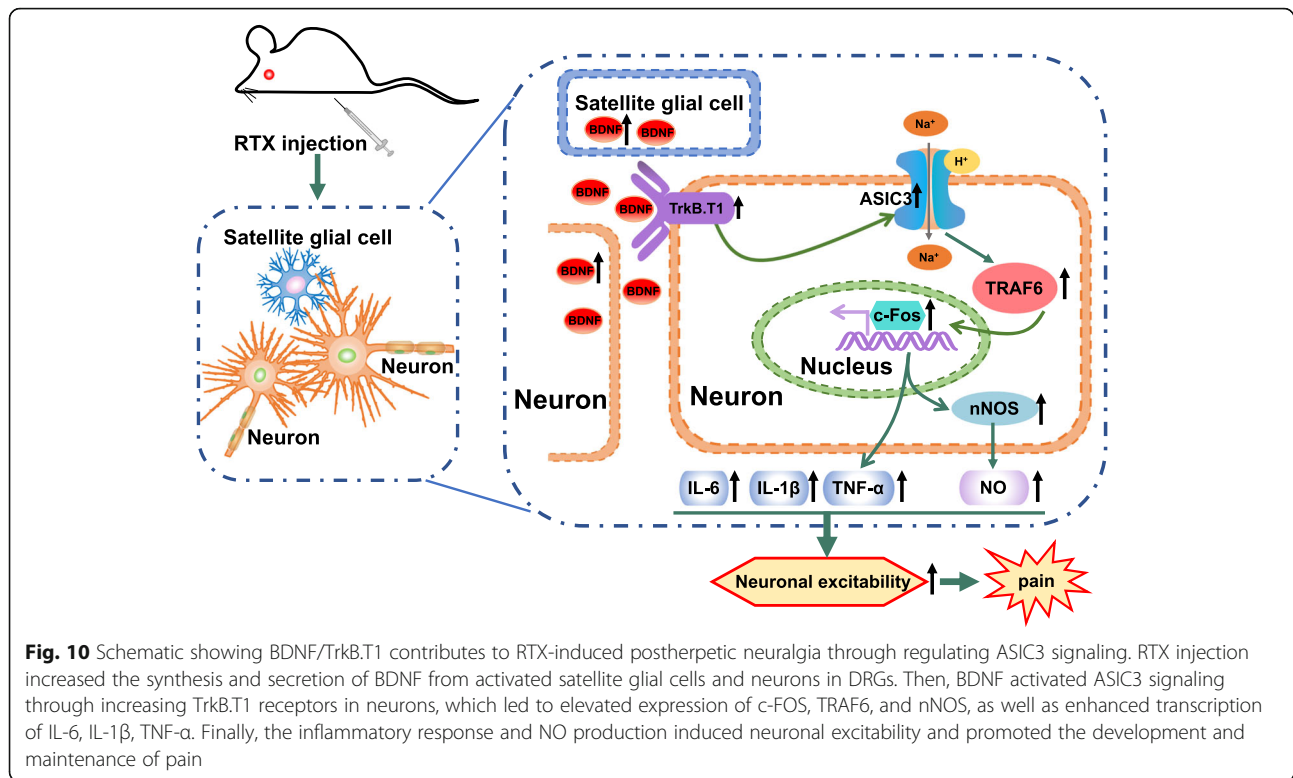 RTX injection
Satellite glial cell
Neuron
Neuron
Satellite glial cell
BDNF
BDNF
BDNF
BDNF
TrkB.T1
BDNF
BDNF
BDNF
Neuron
Na⁺
H⁺
ASIC3
Na⁺
TRAF6
c-Fos
Nucleus
Neuron
nNOS
IL-6
IL-1β
TNF-α
NO
Neuronal excitability
pain
Fig. 10 Schematic showing BDNF/TrkB.T1 contributes to RTX-induced postherpetic neuralgia through regulating ASIC3 signaling. RTX injection
increased the synthesis and secretion of BDNF from activated satellite glial cells and neurons in DRGs. Then, BDNF activated ASIC3 signaling
through increasing TrkB.T1 receptors in neurons, which led to elevated expression of c-FOS, TRAF6, and nNOS, as well as enhanced transcription
of IL-6, IL-1β, TNF-α. Finally, the inflammatory response and NO production induced neuronal excitability and promoted the development and
maintenance of pain